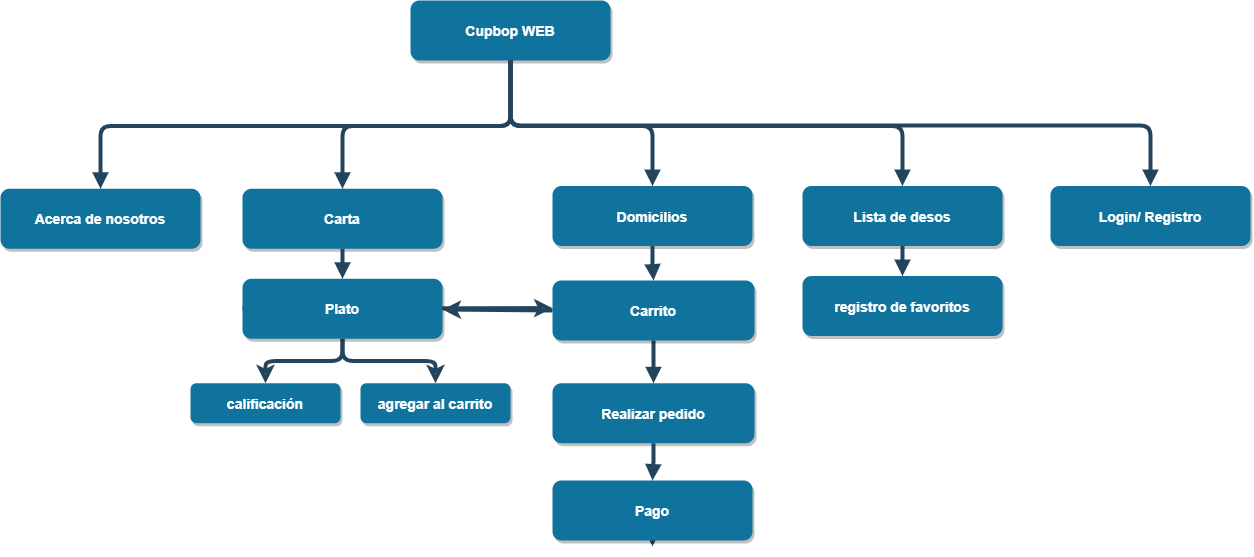 Cupbop WEB
Acerca de nosotros
Carta
Domicilios
Lista de desos
Login/ Registro
Plato
Carrito
registro de favoritos
calificación
agregar al carrito
Realizar pedido
Pago